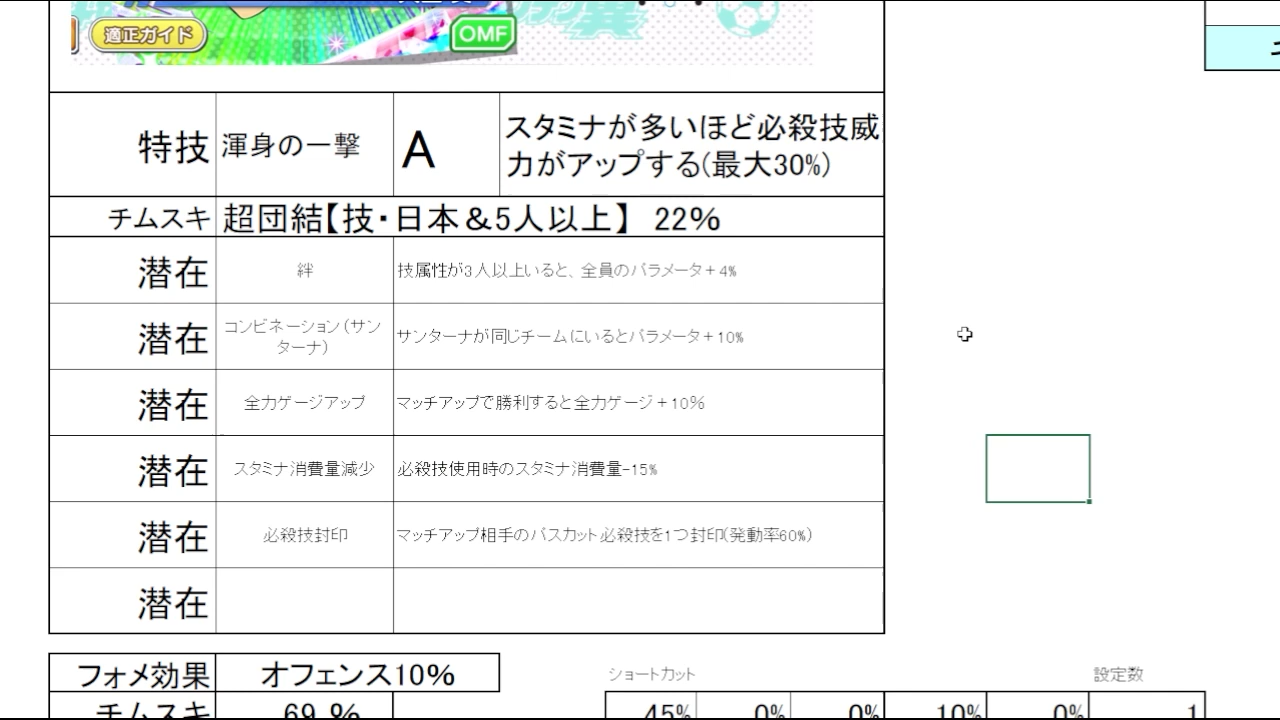 適正ガイド
OMF
特技 渾身の一撃 A スタミナが多いほど必殺技威
力がアップする(最大30%)
チムスキ 超団結【技・日本＆5人以上】 22%
潜在 絆 技属性が3人以上いると、全員のパラメータ+4%
潜在 コンビネーション(サン
ターナ) サンターナが同じチームにいるとパラメータ+10%
潜在 全力ゲージアップ マッチアップで勝利すると全力ゲージ+10%
潜在 スタミナ消費量減少 必殺技使用時のスタミナ消費量-15%
潜在 必殺技封印 マッチアップ相手のパスカット必殺技を1つ封印(発動率60%)
潜在
フォメ効果 オフェンス10% ショートカット 設定数
チムスキ 69 % 45% 0% 0% 10% 0% 1